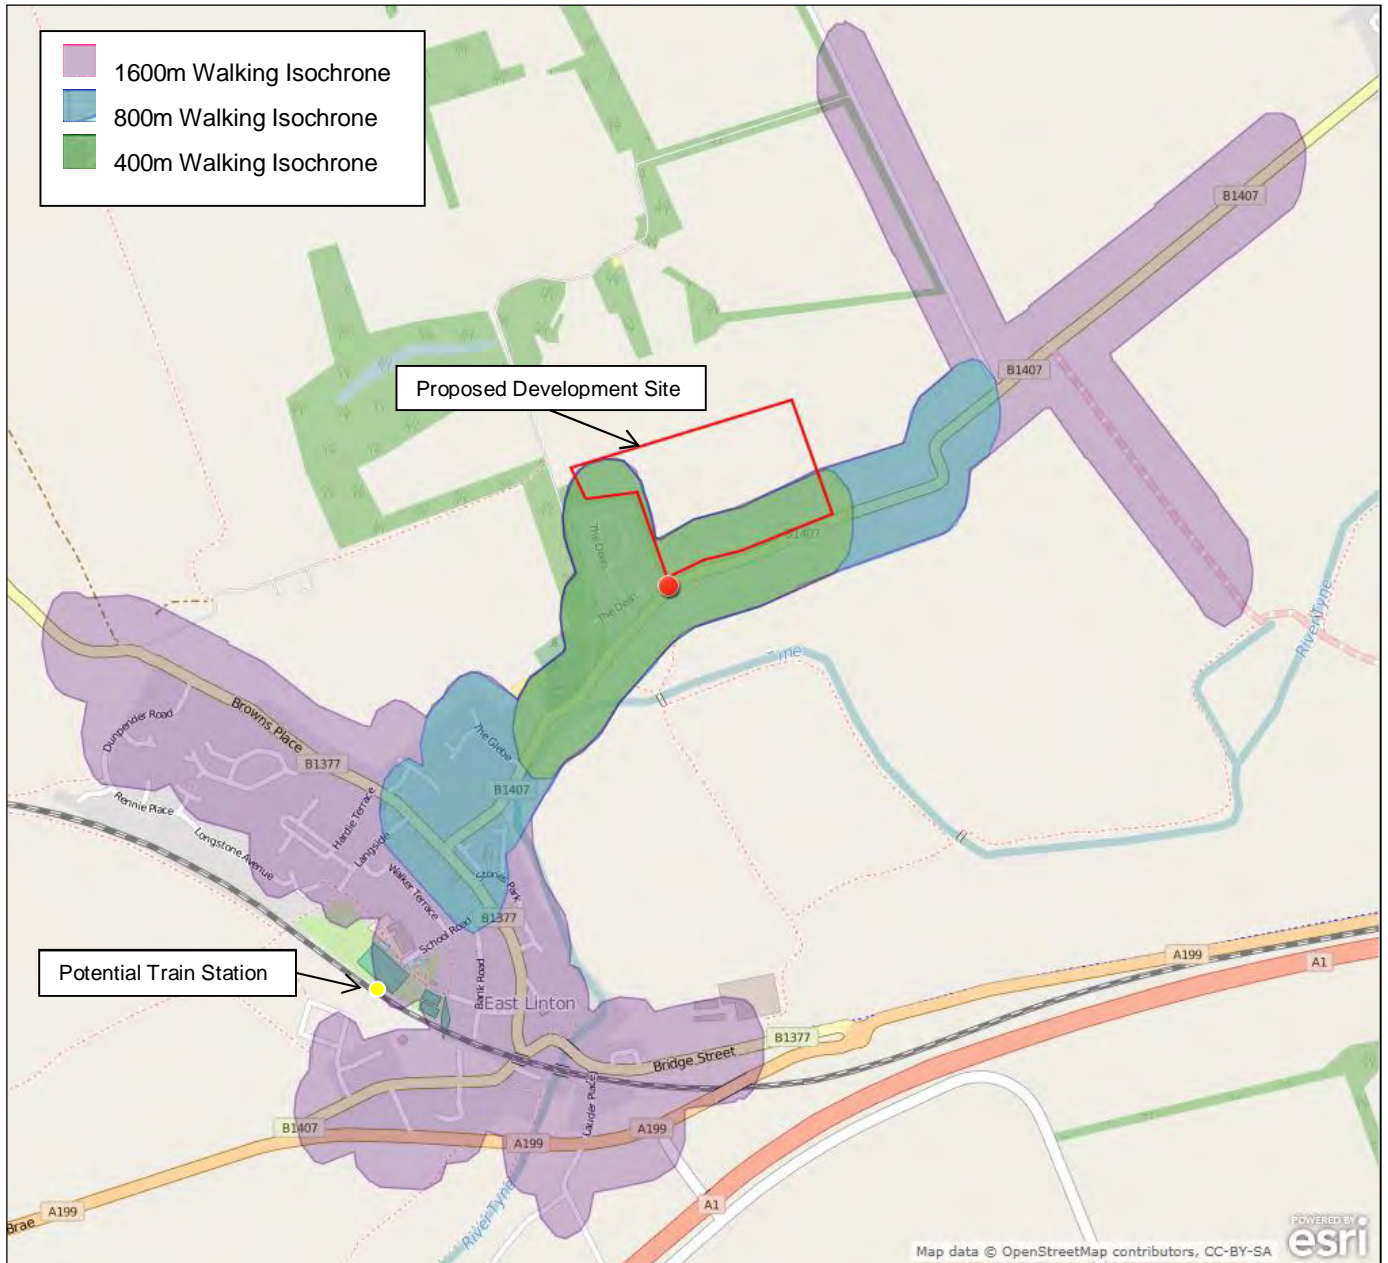 1600m Walking Isochrone
800m Walking Isochrone
400m Walking Isochrone
B1407
B1407
Proposed Development Site
The Dean
B1407
The Dean
River Tyne
Tyne
Browns Place
Dunpender Road
B1377
The Glebe
B1407
Rennie Place
Hardie Terrace
Langside
Longstone Avenue
Walker Terrace
Stories Park
School Road
B1377
Bank Road
Potential Train Station
East Linton
A199
A1
B1377
Bridge Street
Lauder Place
B1407
A199
A199
A1
River Tyne
A199
Brae
POWERED BY
esri
Map data © OpenStreetMap contributors, CC-BY-SA